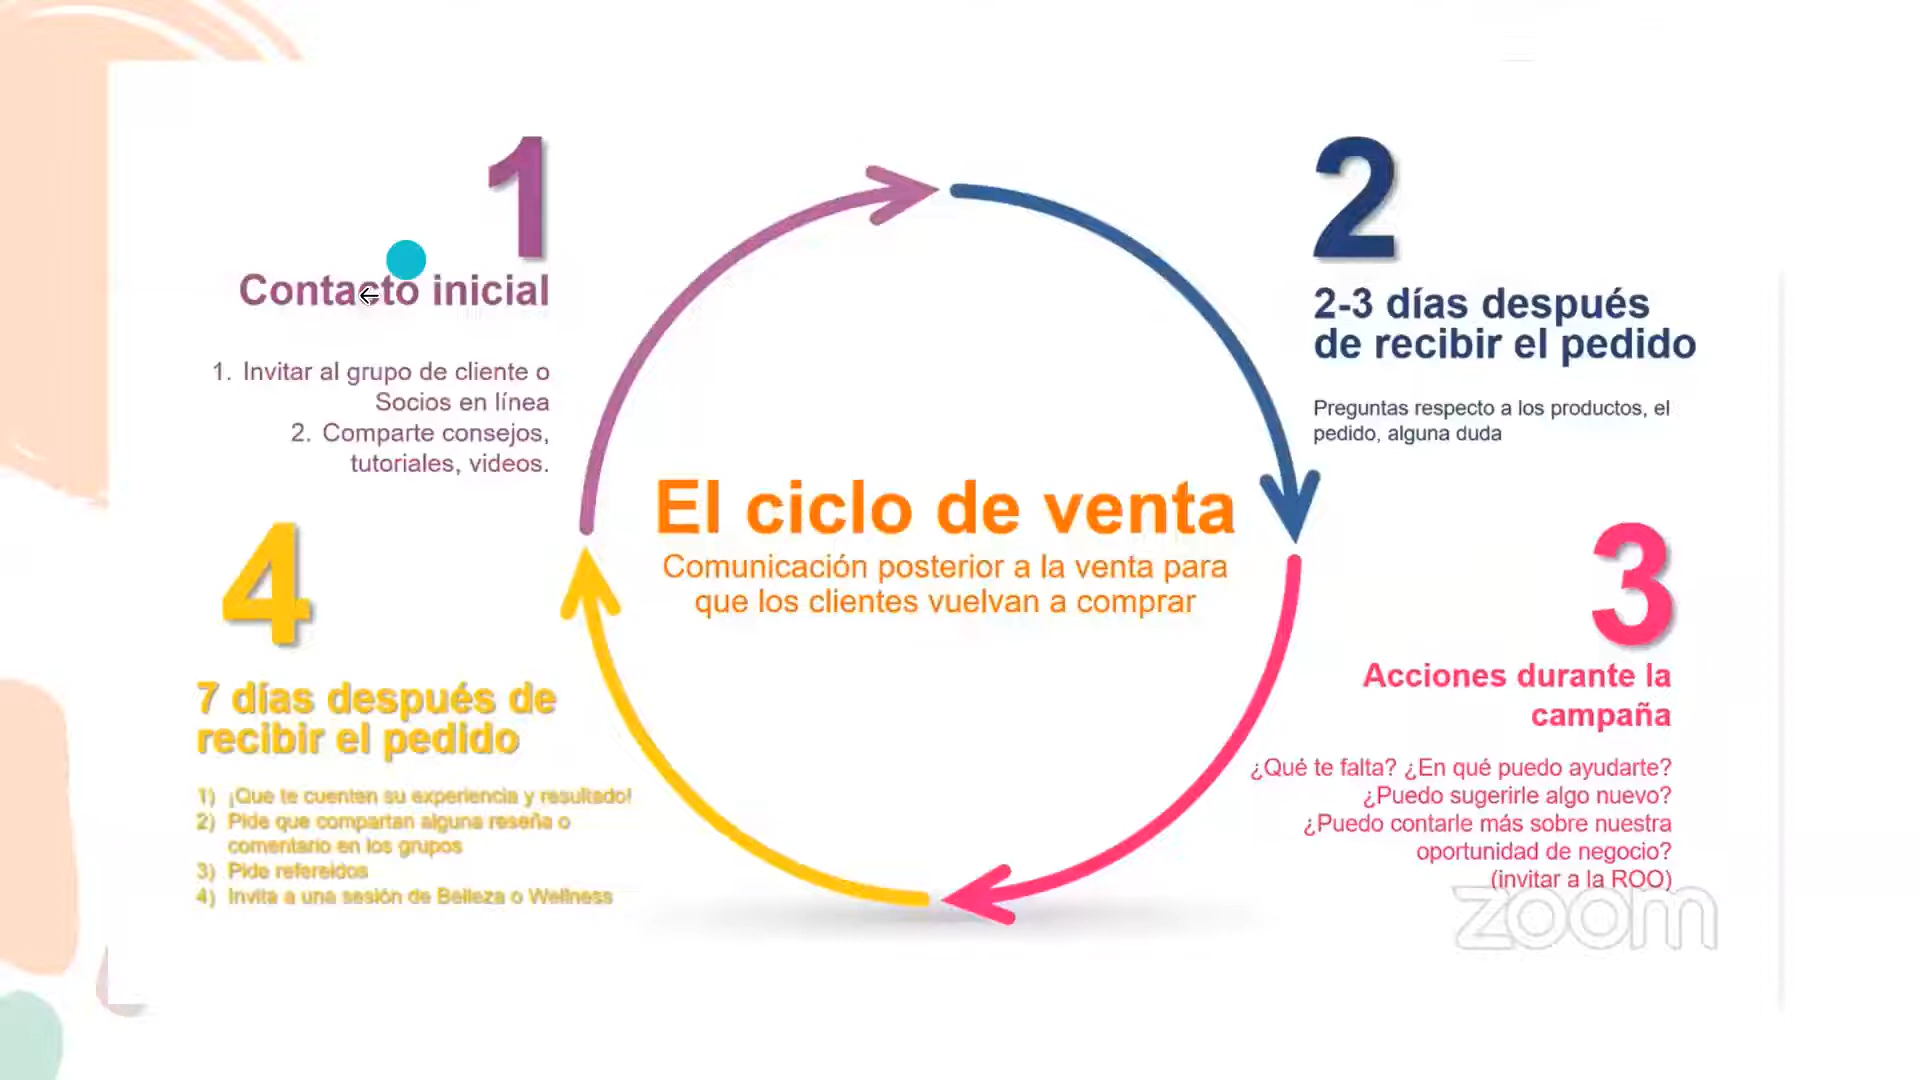 1
Contacto inicial
1. Invitar al grupo de cliente o
Socios en línea
2. Comparte consejos,
tutoriales, videos.
2
2-3 días después
de recibir el pedido
Preguntas respecto a los productos, el
pedido, alguna duda
El ciclo de venta
Comunicación posterior a la venta para
que los clientes vuelvan a comprar
3
Acciones durante la
campaña
¿Qué te falta? ¿En qué puedo ayudarte?
¿Puedo sugerirle algo nuevo?
¿Puedo contarle más sobre nuestra
oportunidad de negocio?
(invitar a la ROO)
4
7 días después de
recibir el pedido
1) ¡Que te cuenten su experiencia y resultado!
2) Pide que compartan alguna reseña o
comentario en los grupos
3) Pide refereidos
4) Invita a una sesión de Belleza o Wellness
zoom